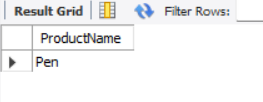 Result Grid Filter Rows:
ProductName
Pen